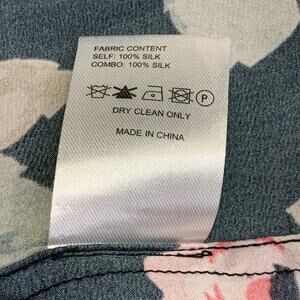 FABRIC CONTENT
SELF: 100% SILK
COMBO: 100% SILK
P
DRY CLEAN ONLY
MADE IN CHINA